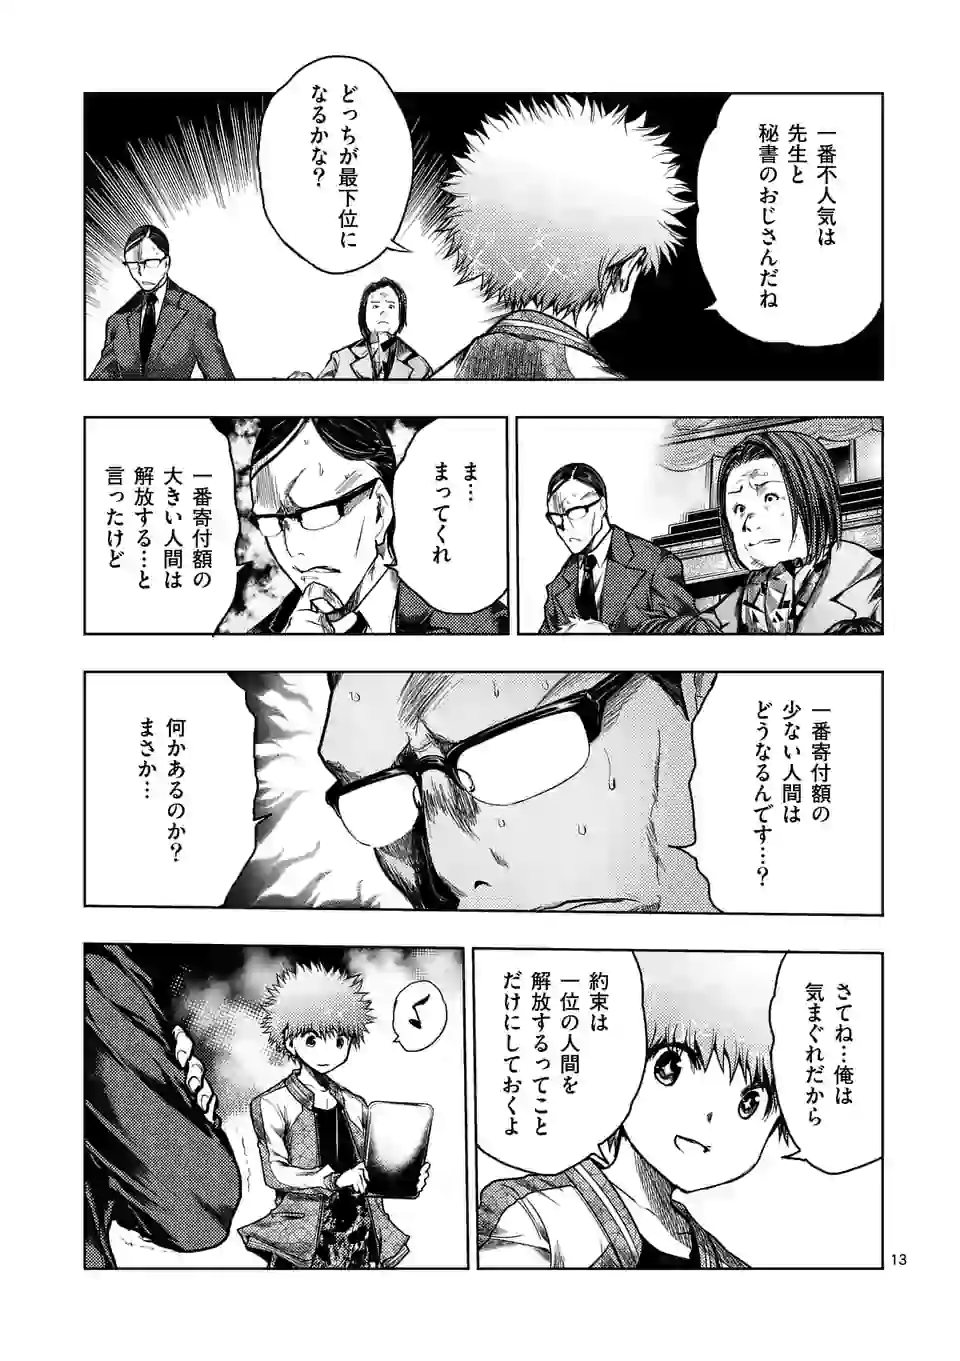 一番不人気は
先生と
秘書のおじさんだね
どっちが最下位に
なるかな？
ま…
まってくれ
一番寄付額の
大きい人間は
解放する…と
言ったけど
一番寄付額の
少ない人間は
どうなるんです…？
何かあるのか？
まさか…
さてね…俺は
気まぐれだから
約束は
一位の人間を
解放するってこと
だけにしておくよ
13